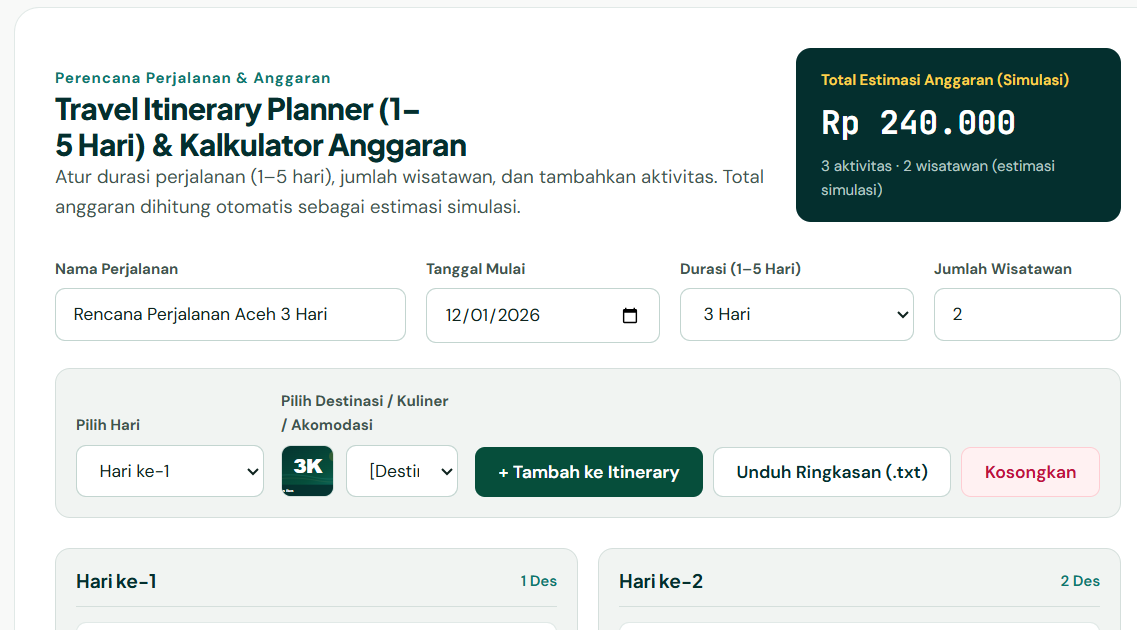 Perencana Perjalanan & Anggaran
Travel Itinerary Planner (1–
5 Hari) & Kalkulator Anggaran
Atur durasi perjalanan (1–5 hari), jumlah wisatawan, dan tambahkan aktivitas. Total
anggaran dihitung otomatis sebagai estimasi simulasi.
Total Estimasi Anggaran (Simulasi)
Rp 240.000
3 aktivitas · 2 wisatawan (estimasi
simulasi)
Nama Perjalanan
Rencana Perjalanan Aceh 3 Hari
Tanggal Mulai
12/01/2026
Durasi (1–5 Hari)
3 Hari
Jumlah Wisatawan
2
Pilih Hari
Hari ke-1
Pilih Destinasi / Kuliner
/ Akomodasi
3K
[Destin
+ Tambah ke Itinerary
Unduh Ringkasan (.txt)
Kosongkan
Hari ke-1
1 Des
Hari ke-2
2 Des